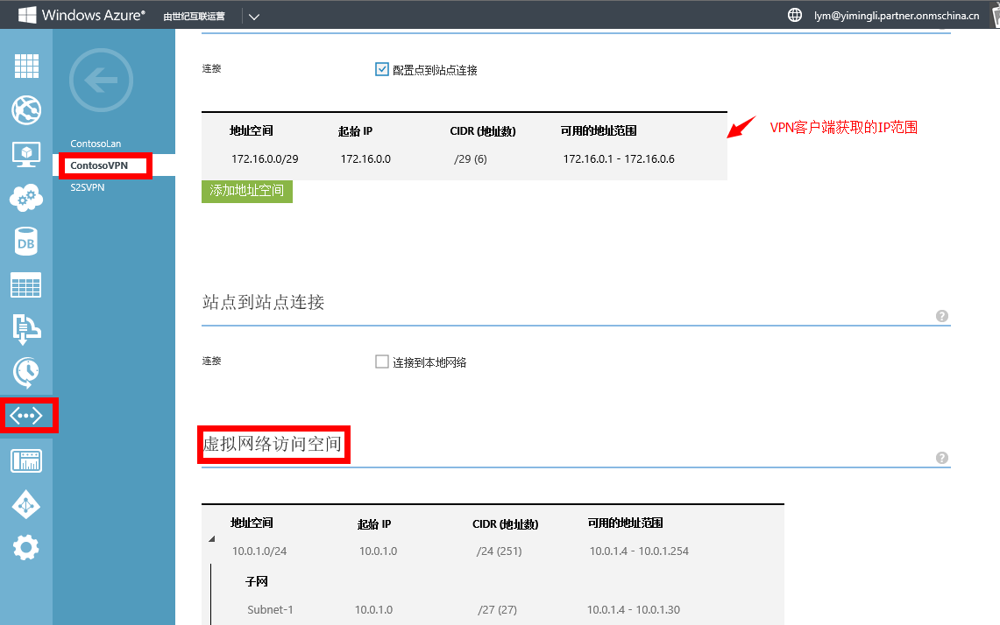 Windows Azure® 由世纪互联运营 lym@yimingli.partner.onmschina.cn
连接 配置点到站点连接
地址空间 起始 IP CIDR (地址数) 可用的地址范围
VPN客户端获取的IP范围
172.16.0.0/29 172.16.0.0 /29 (6) 172.16.0.1 - 172.16.0.6
ContosoLan
ContosoVPN
S2SVPN
添加地址空间
DB
站点到站点连接 ?
连接 连接到本地网络
虚拟网络访问空间 ?
地址空间 起始 IP CIDR (地址数) 可用的地址范围
10.0.1.0/24 10.0.1.0 /24 (251) 10.0.1.4 - 10.0.1.254
子网
Subnet-1 10.0.1.0 /27 (27) 10.0.1.4 - 10.0.1.30